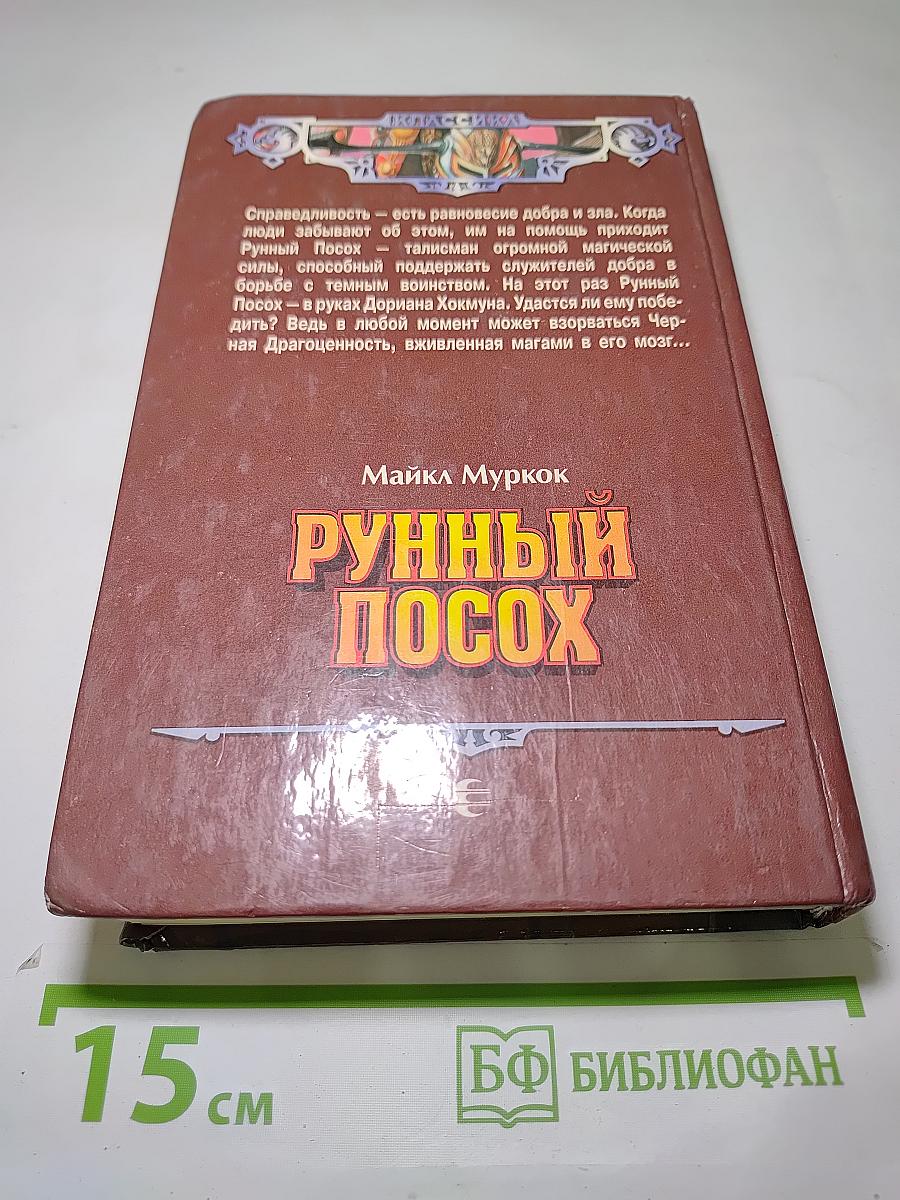 КЛАССИКА
Справедливость – есть равновесие добра и зла. Когда
люди забывают об этом, им на помощь приходит
Рунный Посох – талисман огромной магической
силы, способный поддержать служителей добра в
борьбе с темным воинством. На этот раз Рунный
Посох – в руках Дориана Хокмуна. Удастся ли ему побе-
дить? Ведь в любой момент может взорваться Чер-
ная Драгоценность, вживленная магами в его мозг...
Майкл Муркок
РУННЫЙ
ПОСОХ
15 см
БФ БИБЛИОФАН